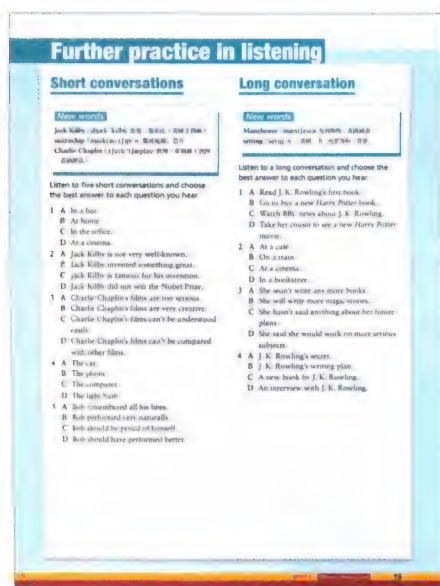 Further practice in listening
Short conversations
New words
Jack Kilby
microchip
Charlie Chaplin
Listen to five short conversations and choose
the best answer to each question you hear.
1 A In a bar.
B At home.
C In the office.
D At a cinema.
2 A Jack Kilby is not very well-known.
B Jack Kilby invented something great.
C Jack Kilby is famous for his invention.
D Jack Kilby did not win the Nobel Prize.
3 A Charlie Chaplin's films are too serious.
B Charlie Chaplin's films are very creative.
C Charlie Chaplin's films can't be understood
easily.
D Charlie Chaplin's films can't be compared
with other films.
4 A The car.
B The phone.
C The computer.
D The light bulb.
5 A Bob remembered all his lines.
B Bob performed very naturally.
C Bob should be proud of himself.
D Bob should have performed better.
Long conversation
New words
Manchester
setting
Listen to a long conversation and choose the
best answer to each question you hear.
1 A Read J. K. Rowling's first book.
B Go to buy a new Harry Potter book.
C Watch BBC news about J. K. Rowling.
D Take her cousin to see a new Harry Potter
movie.
2 A At a cafe.
B On a train.
C At a cinema.
D In a bookstore.
3 A She won't write any more books.
B She will write more magic stories.
C She hasn't said anything about her future
plans.
D She said she would work on more serious
subjects.
4 A J. K. Rowling's secret.
B J. K. Rowling's writing plan.
C A new book by J. K. Rowling.
D An interview with J. K. Rowling.